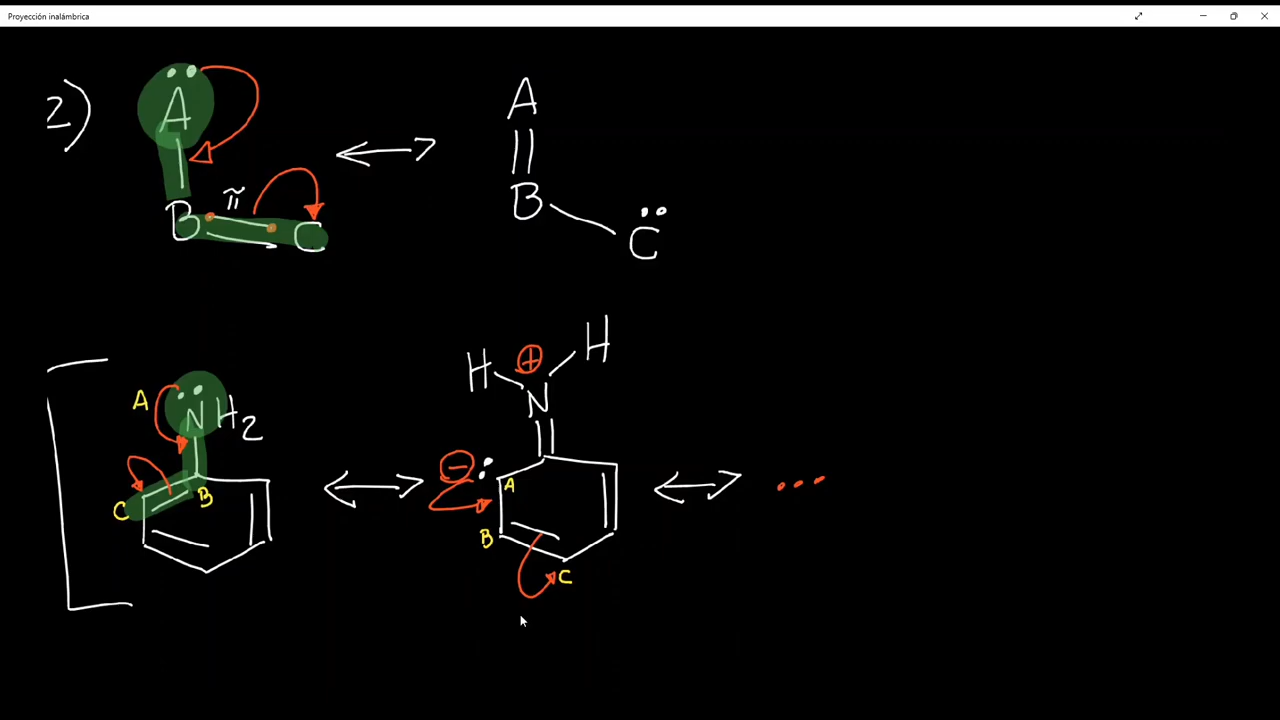 Proyección inalámbrica
2)
A
π
B
C
A
B
C
A
NH2
B
C
H
+
H
N
−
A
B
C
...